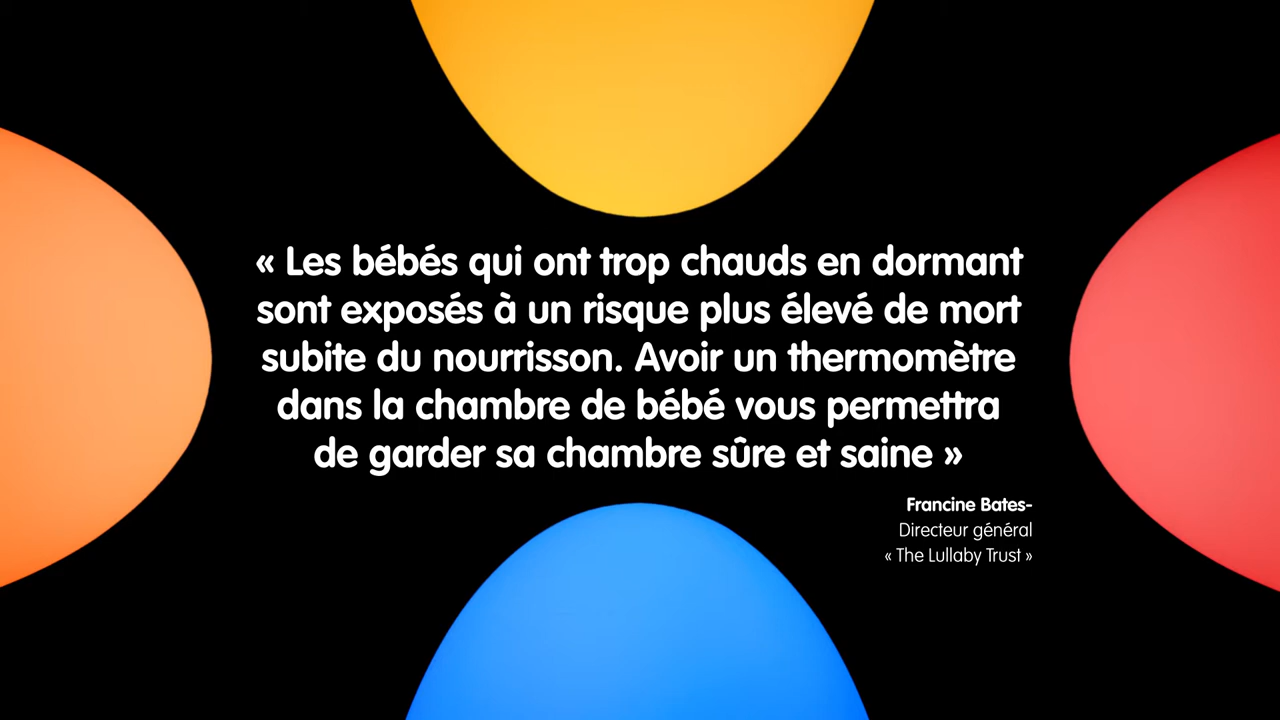 « Les bébés qui ont trop chauds en dormant
sont exposés à un risque plus élevé de mort
subite du nourrisson. Avoir un thermomètre
dans la chambre de bébé vous permettra
de garder sa chambre sûre et saine »
Francine Bates-
Directeur général
« The Lullaby Trust »